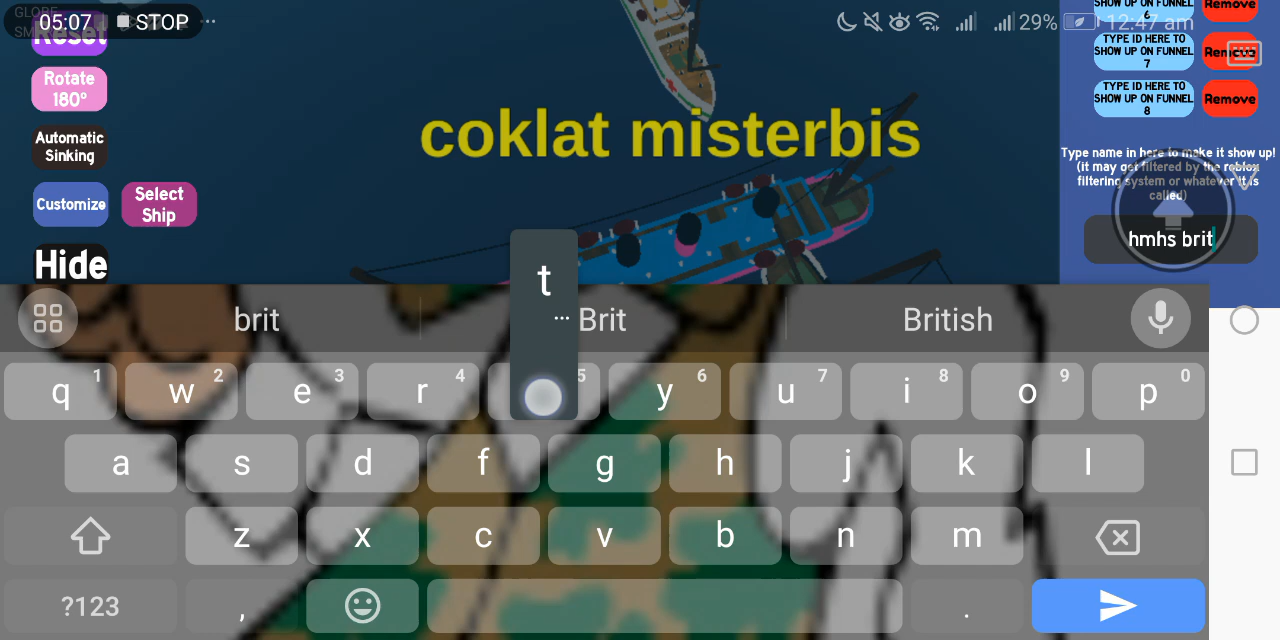 GLOBE
05:07 STOP ...
29% 12:47 am
Reset
Rotate
180°
Automatic
Sinking
Customize
Select
Ship
Hide
coklat misterbis
SHOW UP ON FUNNEL
6
Remove
TYPE ID HERE TO
SHOW UP ON FUNNEL
7
Remove
TYPE ID HERE TO
SHOW UP ON FUNNEL
8
Remove
Type name in here to make it show up!
(it may get filtered by the roblox
filtering system or whatever it is
called)
hmhs brit
t
...
brit
Brit
British
q 1 w 2 e 3 r 4 5 y 6 u 7 i 8 o 9 p 0
a s d f g h j k l
z x c v b n m
?123 , .